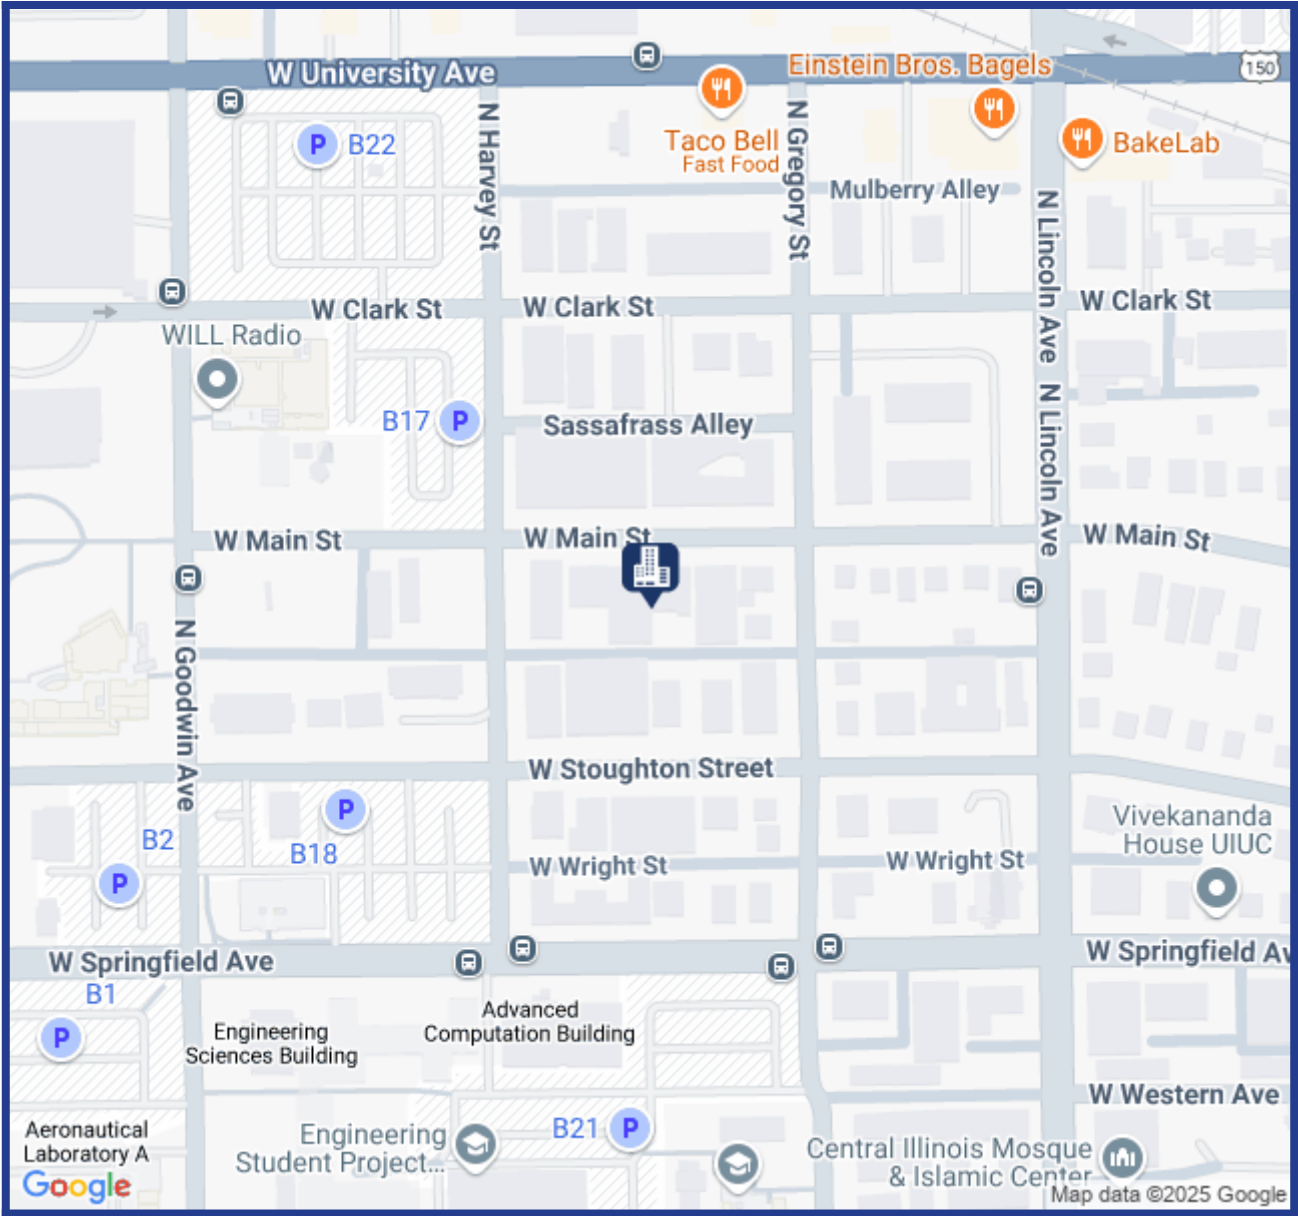 W University Ave
Einstein Bros. Bagels
150
P B22
N Harvey St
Taco Bell
Fast Food
N Gregory St
BakeLab
Mulberry Alley
N Lincoln Ave
W Clark St
W Clark St
W Clark St
WILL Radio
B17 P
Sassafrass Alley
N Lincoln Ave
W Main St
W Main St
W Main St
N Goodwin Ave
W Stoughton Street
P
B18
B2
P
Vivekananda
House UIUC
W Wright St
W Wright St
W Springfield Ave
W Springfield Av
B1
P
Engineering
Sciences Building
Advanced
Computation Building
W Western Ave
Aeronautical
Laboratory A
Engineering
Student Project...
B21 P
Central Illinois Mosque
& Islamic Center
Google
Map data ©2025 Google